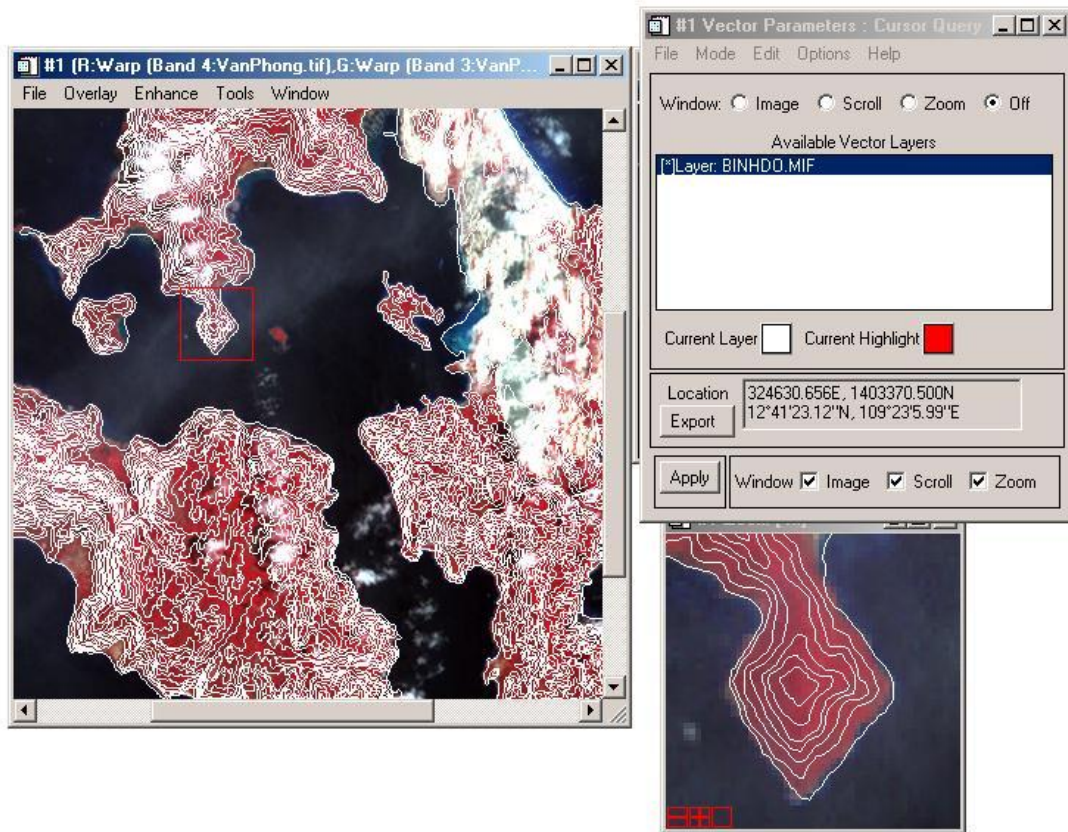 #1 Vector Parameters : Cursor Query
File Mode Edit Options Help
Window: Image Scroll Zoom Off
Available Vector Layers
[*]Layer: BINHDO.MIF
Current Layer Current Highlight
Location 324630.656E, 1403370.500N
12°41'23.12"N, 109°23'5.99"E
Export
Apply Window Image Scroll Zoom
#1 (R:Warp (Band 4:VanPhong.tif),G:Warp (Band 3:VanP...
File Overlay Enhance Tools Window